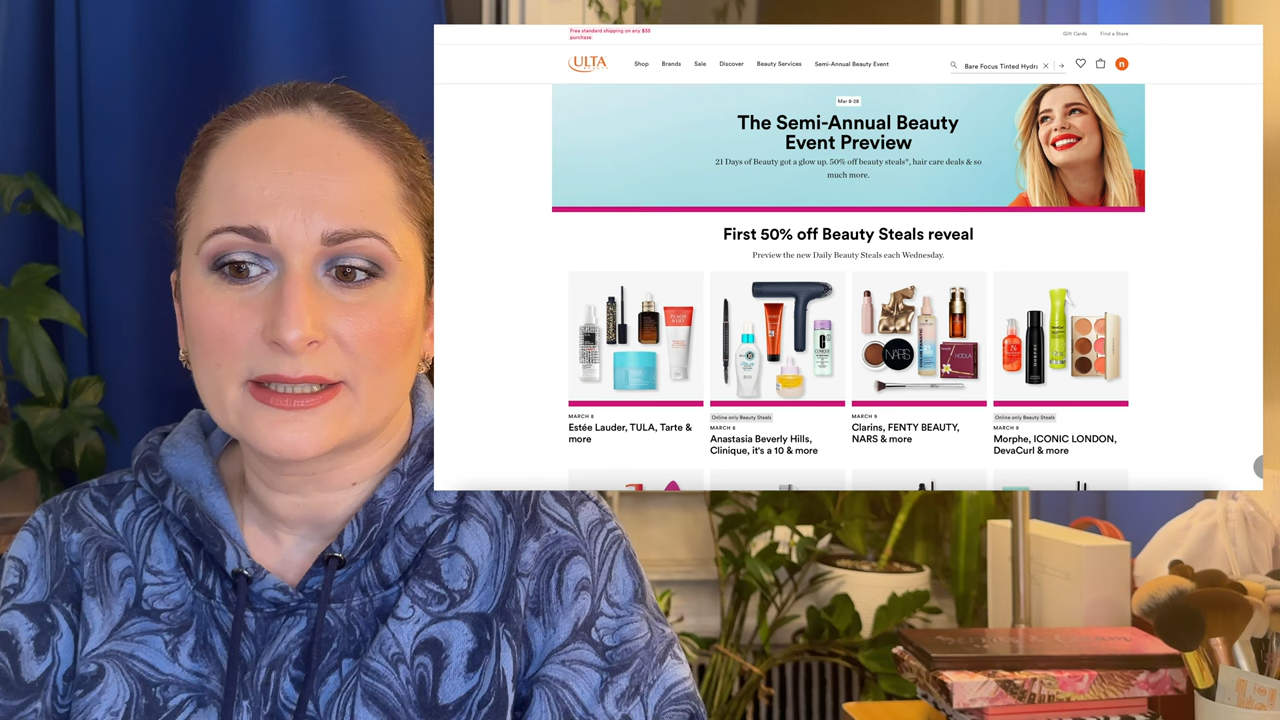 Free standard shipping on any $35
purchase
Gift Cards
Find a Store
ULTA
Shop
Brands
Sale
Discover
Beauty Services
Semi-Annual Beauty Event
Bare Focus Tinted Hydra
n
Mar 8-28
The Semi-Annual Beauty
Event Preview
21 Days of Beauty got a glow up. 50% off beauty steals*, hair care deals & so
much more.
First 50% off Beauty Steals reveal
Preview the new Daily Beauty Steals each Wednesday.
PEACH
NARS
CLINIQUE
HOOLA
MARCH 8
Estée Lauder, TULA, Tarte &
more
Online only Beauty Steals
MARCH 8
Anastasia Beverly Hills,
Clinique, it's a 10 & more
MARCH 9
Clarins, FENTY BEAUTY,
NARS & more
Online only Beauty Steals
MARCH 9
Morphe, ICONIC LONDON,
DevaCurl & more